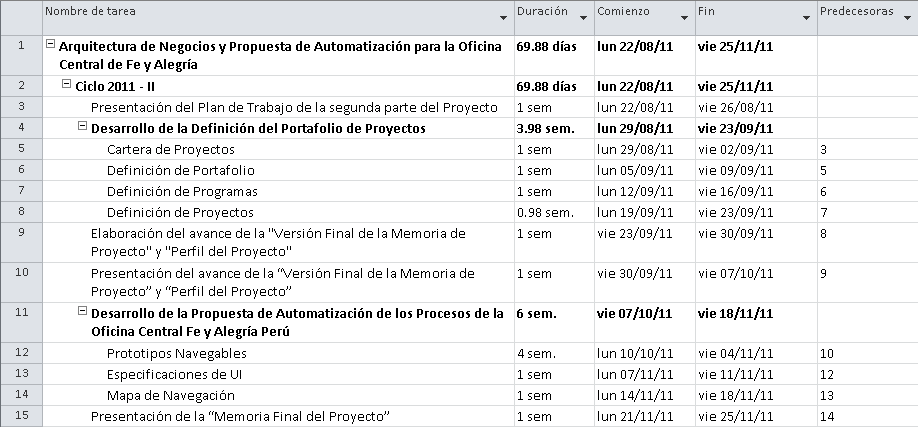 Nombre de tarea Duración Comienzo Fin Predecesoras
1 Arquitectura de Negocios y Propuesta de Automatización para la Oficina 69.88 días lun 22/08/11 vie 25/11/11
Central de Fe y Alegría
2 Ciclo 2011 - II 69.88 días lun 22/08/11 vie 25/11/11
3 Presentación del Plan de Trabajo de la segunda parte del Proyecto 1 sem lun 22/08/11 vie 26/08/11
4 Desarrollo de la Definición del Portafolio de Proyectos 3.98 sem. lun 29/08/11 vie 23/09/11
5 Cartera de Proyectos 1 sem lun 29/08/11 vie 02/09/11 3
6 Definición de Portafolio 1 sem lun 05/09/11 vie 09/09/11 5
7 Definición de Programas 1 sem lun 12/09/11 vie 16/09/11 6
8 Definición de Proyectos 0.98 sem. lun 19/09/11 vie 23/09/11 7
9 Elaboración del avance de la "Versión Final de la Memoria de 1 sem vie 23/09/11 vie 30/09/11 8
Proyecto" y "Perfil del Proyecto"
10 Presentación del avance de la “Versión Final de la Memoria de 1 sem vie 30/09/11 vie 07/10/11 9
Proyecto” y “Perfil del Proyecto”
11 Desarrollo de la Propuesta de Automatización de los Procesos de la 6 sem. vie 07/10/11 vie 18/11/11
Oficina Central Fe y Alegría Perú
12 Prototipos Navegables 4 sem. lun 10/10/11 vie 04/11/11 10
13 Especificaciones de UI 1 sem lun 07/11/11 vie 11/11/11 12
14 Mapa de Navegación 1 sem lun 14/11/11 vie 18/11/11 13
15 Presentación de la “Memoria Final del Proyecto” 1 sem lun 21/11/11 vie 25/11/11 14